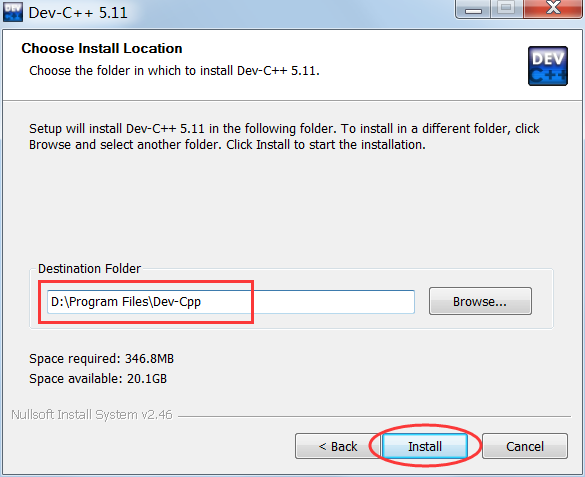 DEV
C++
Dev-C++ 5.11
Choose Install Location
Choose the folder in which to install Dev-C++ 5.11.
DEV
C++
Setup will install Dev-C++ 5.11 in the following folder. To install in a different folder, click
Browse and select another folder. Click Install to start the installation.
Destination Folder
D:\Program Files\Dev-Cpp
Browse...
Space required: 346.8MB
Space available: 20.1GB
Nullsoft Install System v2.46
< Back
Install
Cancel